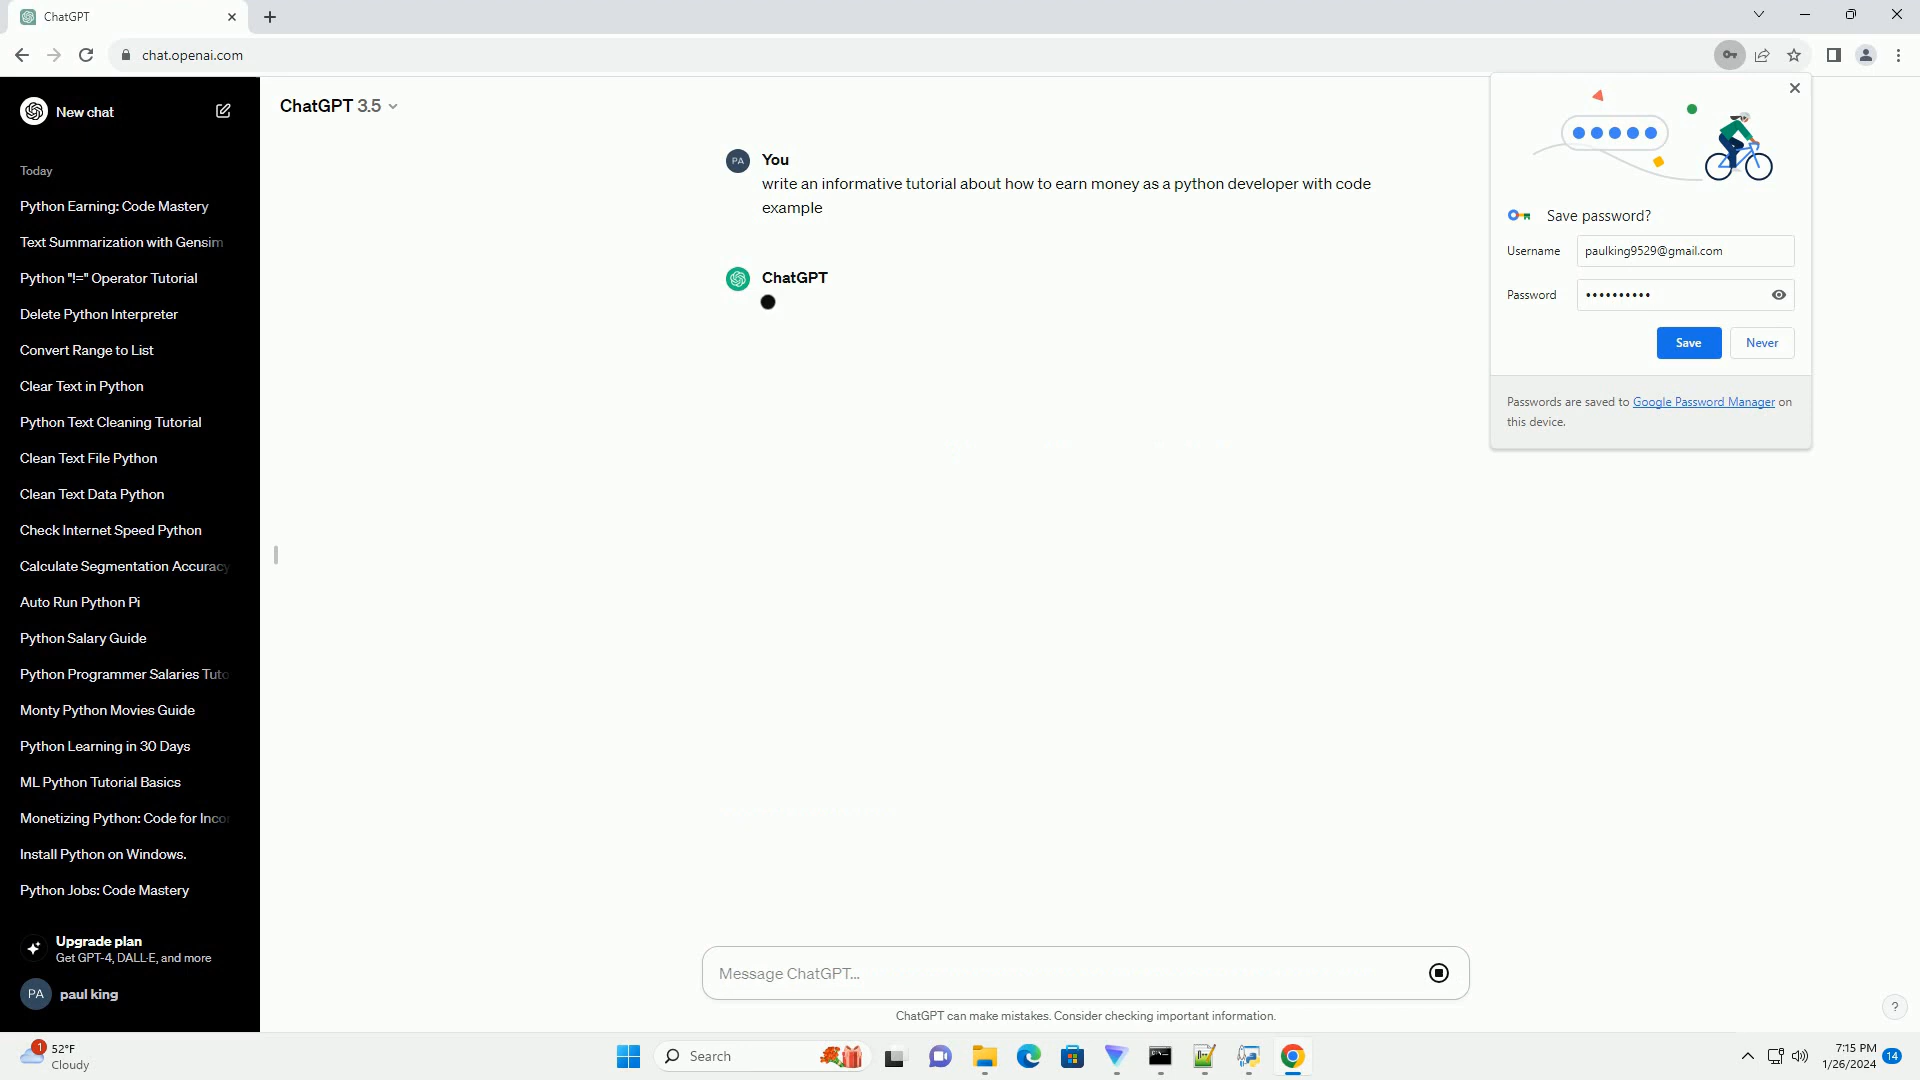 ChatGPT
chat.openai.com
New chat
Today
Python Earning: Code Mastery
Text Summarization with Gensim
Python "!=" Operator Tutorial
Delete Python Interpreter
Convert Range to List
Clear Text in Python
Python Text Cleaning Tutorial
Clean Text File Python
Clean Text Data Python
Check Internet Speed Python
Calculate Segmentation Accuracy
Auto Run Python Pi
Python Salary Guide
Python Programmer Salaries Tuto
Monty Python Movies Guide
Python Learning in 30 Days
ML Python Tutorial Basics
Monetizing Python: Code for Inco
Install Python on Windows.
Python Jobs: Code Mastery
Upgrade plan
Get GPT-4, DALL·E, and more
PA paul king
ChatGPT 3.5
PA You
write an informative tutorial about how to earn money as a python developer with code
example
ChatGPT
Message ChatGPT...
ChatGPT can make mistakes. Consider checking important information.
?
Save password?
Username paulking9529@gmail.com
Password ••••••••••
Save Never
Passwords are saved to Google Password Manager on
this device.
1 52°F
Cloudy
Search
7:15 PM
1/26/2024
14